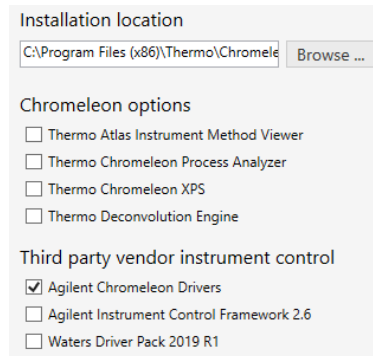 Installation location
C:\Program Files (x86)\Thermo\Chromele
Browse ...
Chromeleon options
Thermo Atlas Instrument Method Viewer
Thermo Chromeleon Process Analyzer
Thermo Chromeleon XPS
Thermo Deconvolution Engine
Third party vendor instrument control
Agilent Chromeleon Drivers
Agilent Instrument Control Framework 2.6
Waters Driver Pack 2019 R1